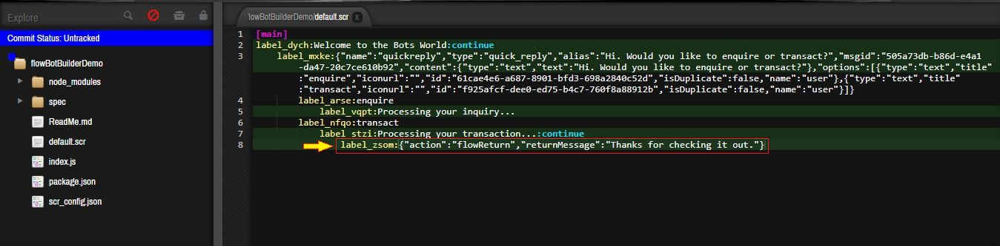 Explore
Commit Status: Untracked
flowBotBuilderDemo
node_modules
spec
ReadMe.md
default.scr
index.js
package.json
scr_config.json
lowBotBuilderDemo/default.scr x
1 [main]
2 label_dych:Welcome to the Bots World:continue
3 label_mxke:{"name":"quickreply","type":"quick_reply","alias":"Hi. Would you like to enquire or transact?","msgid":"505a73db-b86d-e4a1
-da47-20c7ce610b92","content":{"type":"text","text":"Hi. Would you like to enquire or transact?"},"options":[{"type":"text","title"
:"enquire","iconurl":"","id":"61cae4e6-a687-8901-bfd3-698a2840c52d","isDuplicate":false,"name":"user"},{"type":"text","title"
:"transact","iconurl":"","id":"f925afcf-dee0-ed75-b4c7-760f8a88912b","isDuplicate":false,"name":"user"}]}
4 label_arse:enquire
5 label_vqpt:Processing your inquiry...
6 label_nfqo:transact
7 label_stzi:Processing your transaction...:continue
8 label_zsom:{"action":"flowReturn","returnMessage":"Thanks for checking it out."}